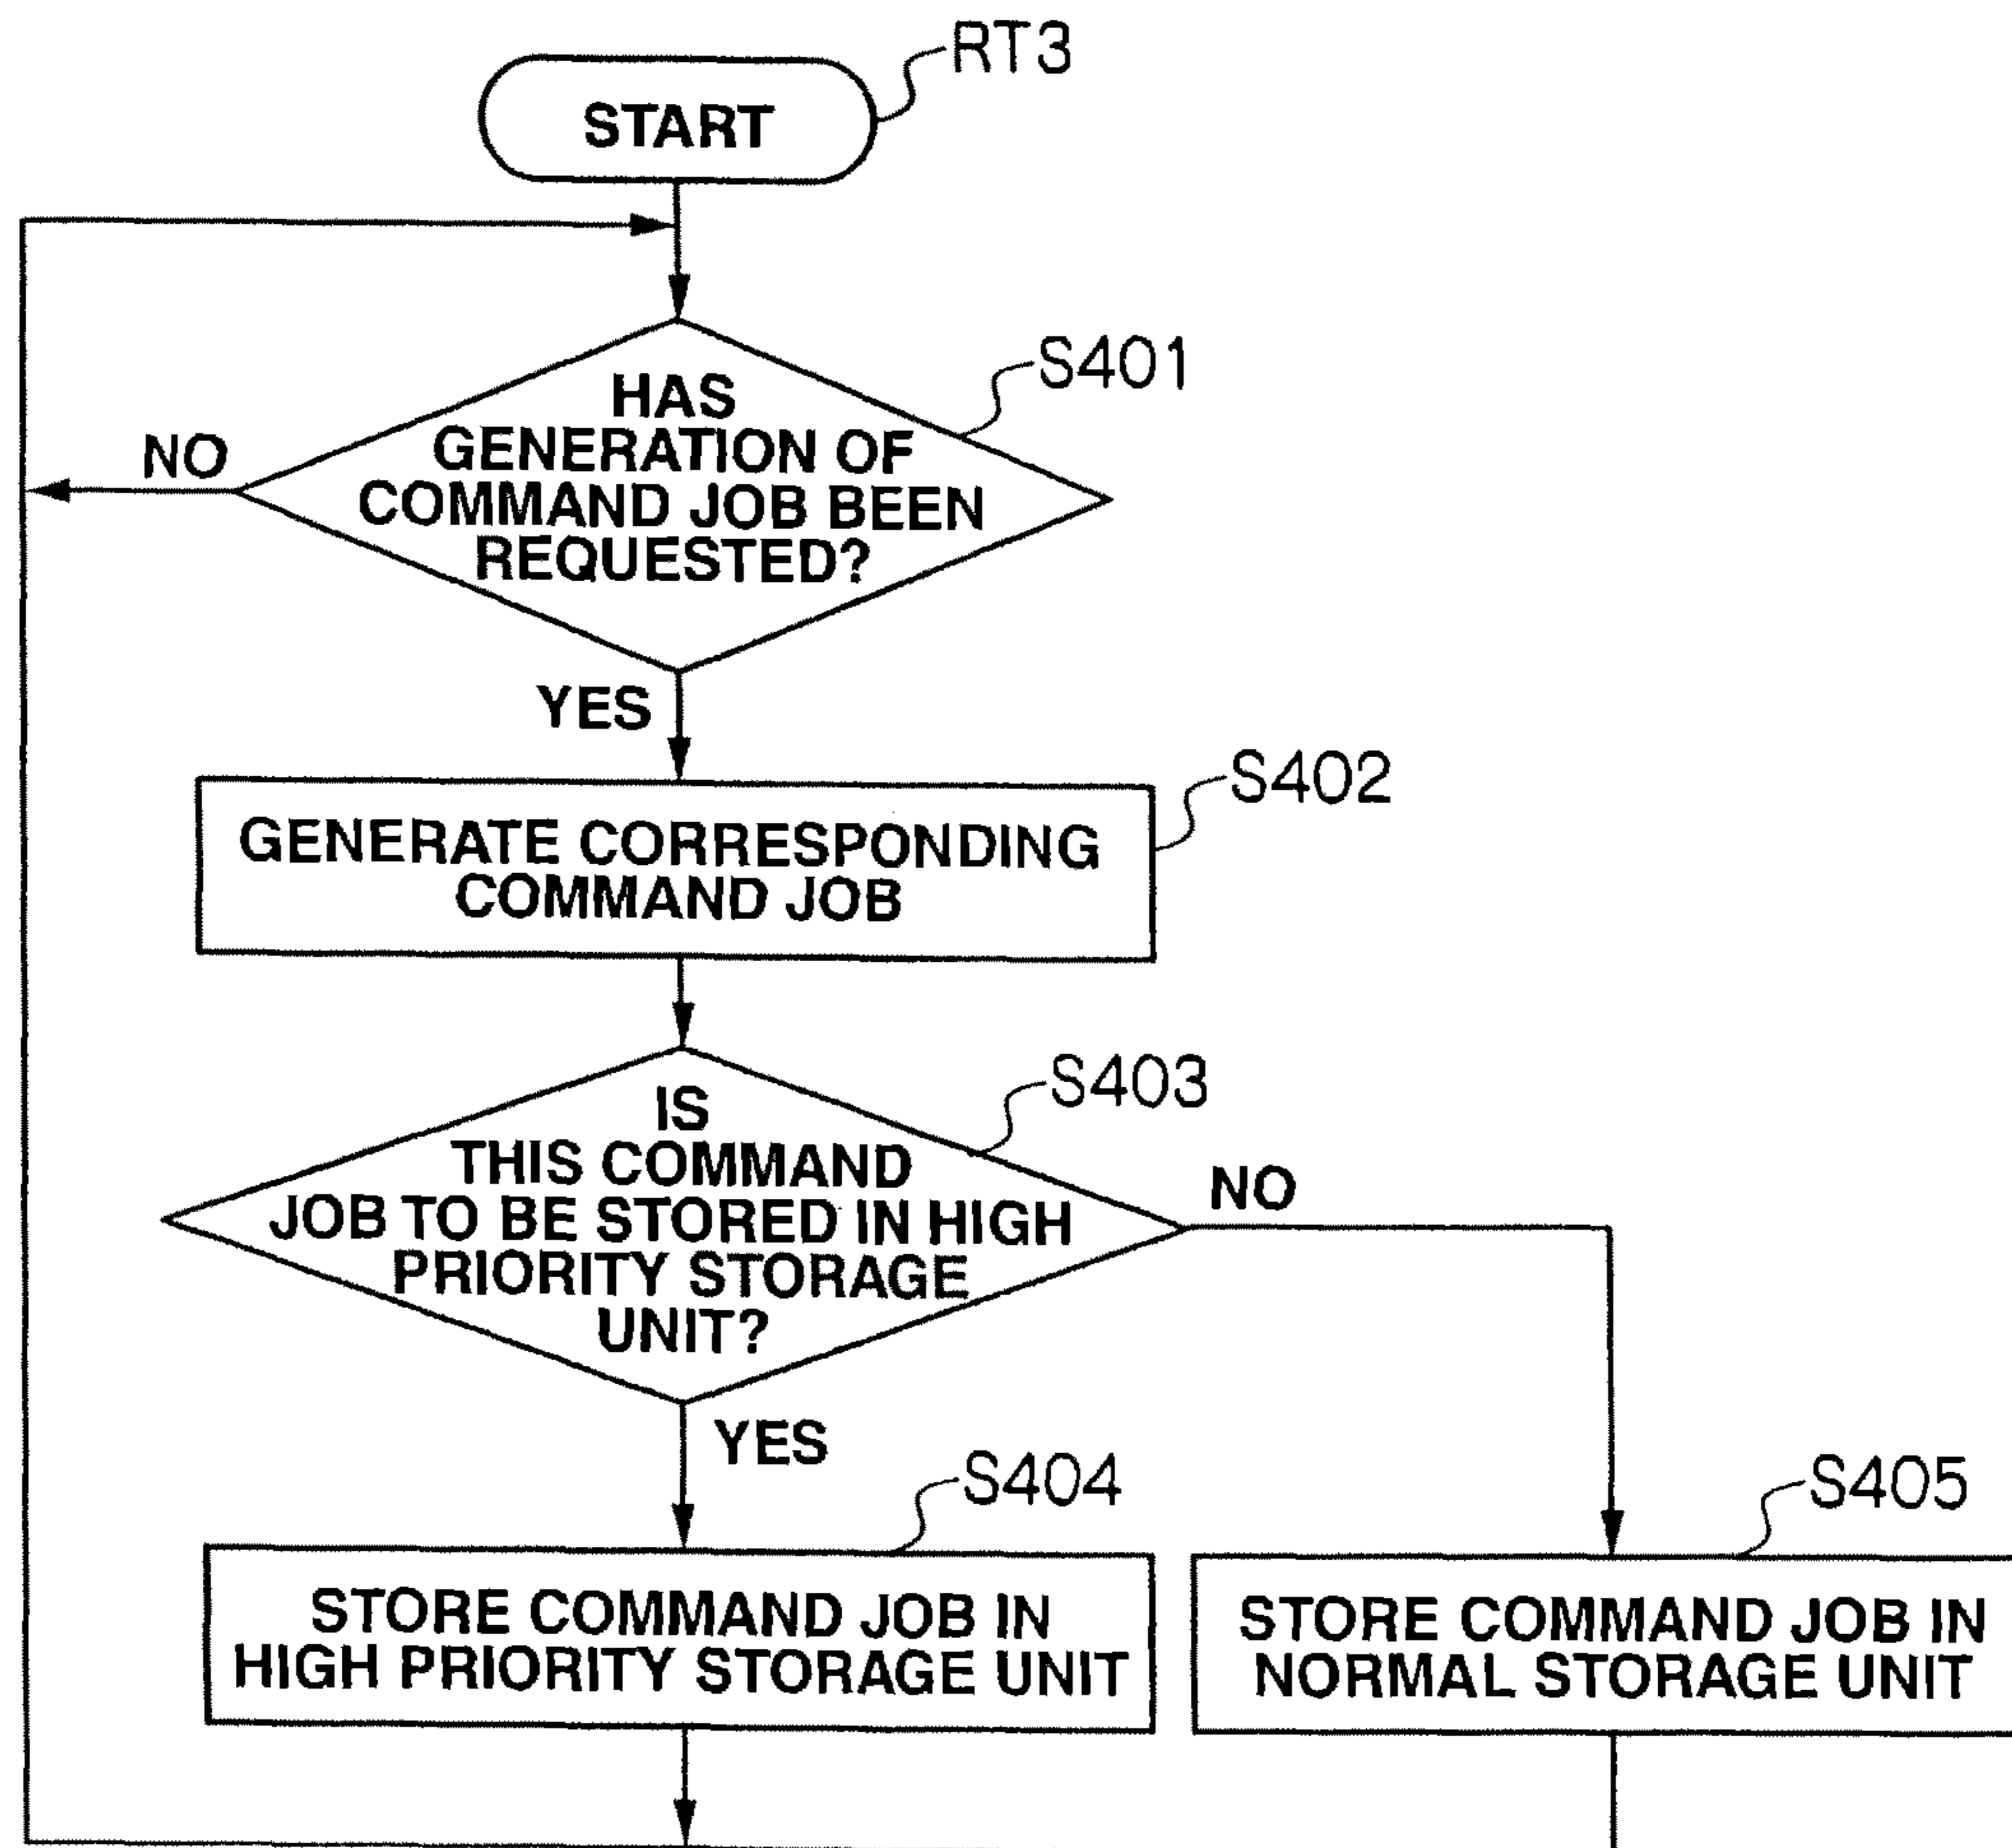 RT3
START
S401
HAS
GENERATION OF
COMMAND JOB BEEN
REQUESTED?
NO
YES
S402
GENERATE CORRESPONDING
COMMAND JOB
S403
IS
THIS COMMAND
JOB TO BE STORED IN HIGH
PRIORITY STORAGE
UNIT?
NO
YES
S404
STORE COMMAND JOB IN
HIGH PRIORITY STORAGE UNIT
S405
STORE COMMAND JOB IN
NORMAL STORAGE UNIT